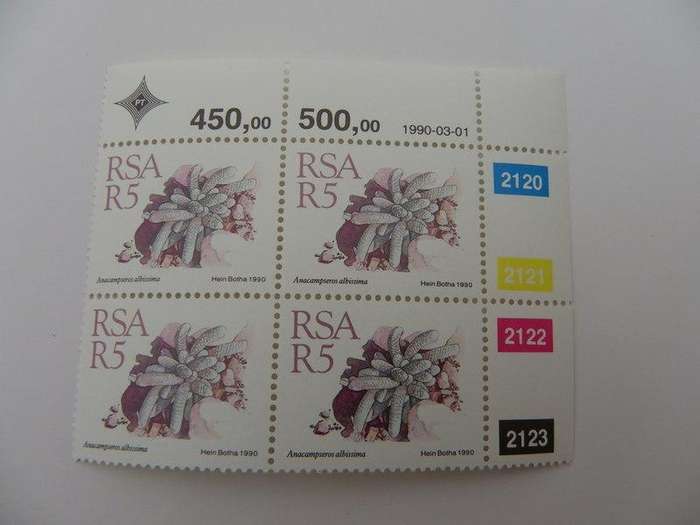 PT
450,00 500,00 1990-03-01
RSA
R5
Anacampseros albissima Hein Botha 1990
RSA
R5
Anacampseros albissima Hein Botha 1990
2120
2121
RSA
R5
Anacampseros albissima Hein Botha 1990
RSA
R5
Anacampseros albissima Hein Botha 1990
2122
2123